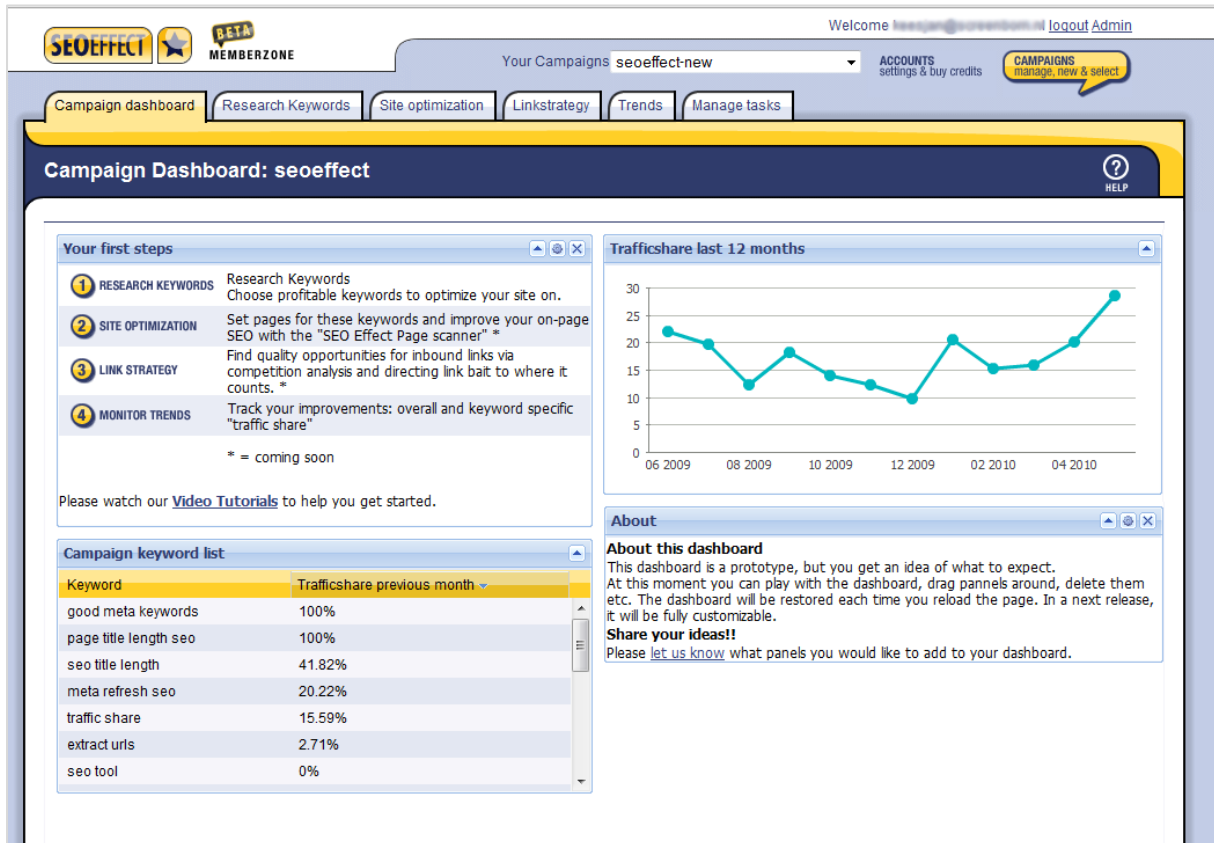 SEOEFFECT BETA
MEMBERZONE
Welcome logout Admin
Your Campaigns seoeffect-new
ACCOUNTS
settings & buy credits
CAMPAIGNS
manage, new & select
Campaign dashboard Research Keywords Site optimization Linkstrategy Trends Manage tasks
Campaign Dashboard: seoeffect
?
HELP
Your first steps
1 RESEARCH KEYWORDS
Research Keywords
Choose profitable keywords to optimize your site on.
2 SITE OPTIMIZATION
Set pages for these keywords and improve your on-page
SEO with the "SEO Effect Page scanner" *
3 LINK STRATEGY
Find quality opportunities for inbound links via
competition analysis and directing link bait to where it
counts. *
4 MONITOR TRENDS
Track your improvements: overall and keyword specific
"traffic share"
* = coming soon
Please watch our Video Tutorials to help you get started.
Campaign keyword list
Keyword Trafficshare previous month
good meta keywords 100%
page title length seo 100%
seo title length 41.82%
meta refresh seo 20.22%
traffic share 15.59%
extract urls 2.71%
seo tool 0%
Trafficshare last 12 months
30
25
20
15
10
5
0
06 2009 08 2009 10 2009 12 2009 02 2010 04 2010
About
About this dashboard
This dashboard is a prototype, but you get an idea of what to expect.
At this moment you can play with the dashboard, drag pannels around, delete them
etc. The dashboard will be restored each time you reload the page. In a next release,
it will be fully customizable.
Share your ideas!!
Please let us know what panels you would like to add to your dashboard.